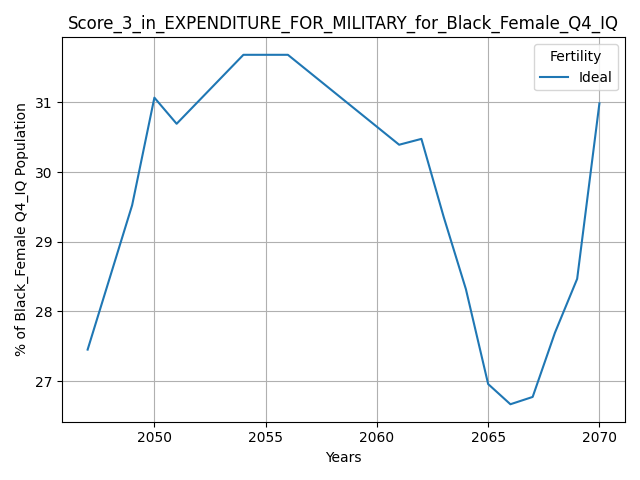 Score_3_in_EXPENDITURE_FOR_MILITARY_for_Black_Female_Q4_IQ
Fertility
Ideal
% of Black_Female Q4_IQ Population
31
30
29
28
27
2050
2055
2060
2065
2070
Years